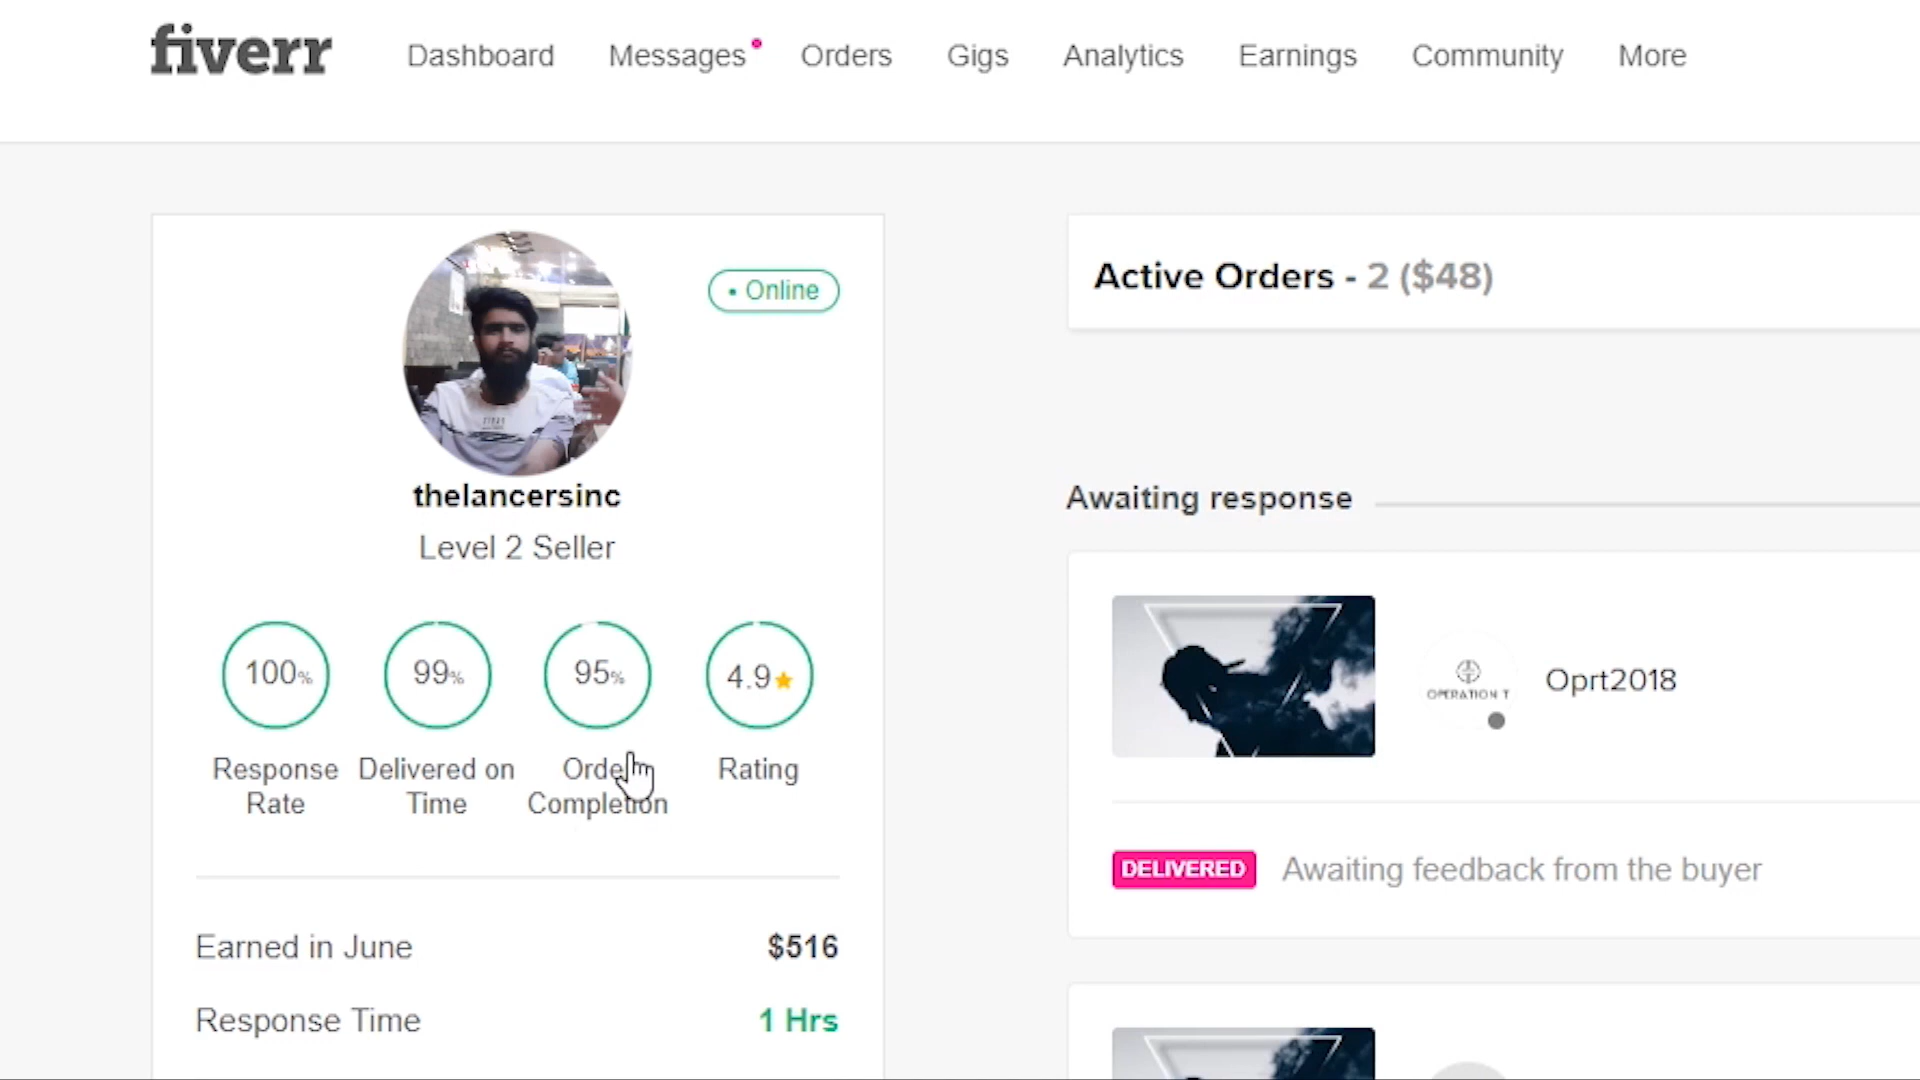 fiverr Dashboard Messages Orders Gigs Analytics Earnings Community More
Online
thelancersinc
Level 2 Seller
100% 99% 95% 4.9
Response Rate
Delivered on Time
Order Completion
Rating
Earned in June $516
Response Time 1 Hrs
Active Orders - 2 ($48)
Awaiting response
OPERATION T
Oprt2018
DELIVERED Awaiting feedback from the buyer